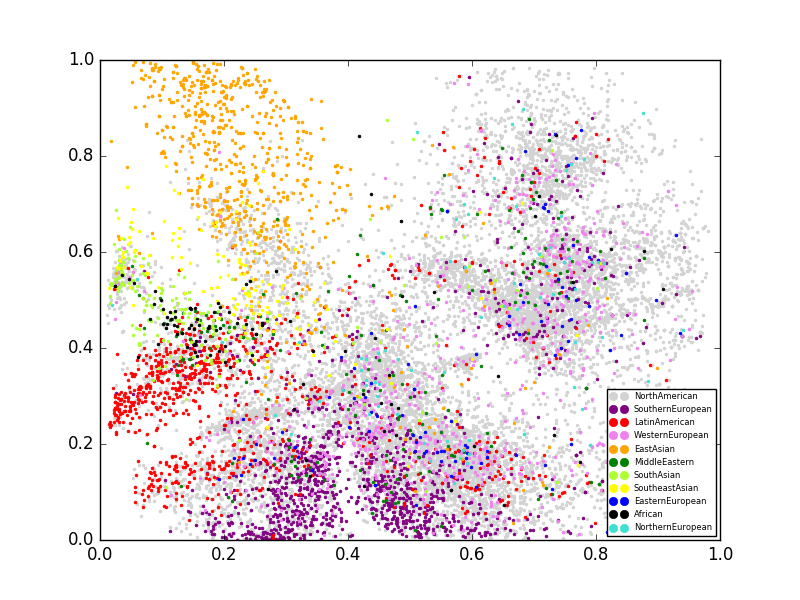 1.0
0.8
0.6
0.4
0.2
0.0
0.0 0.2 0.4 0.6 0.8 1.0
NorthAmerican
SouthernEuropean
LatinAmerican
WesternEuropean
EastAsian
MiddleEastern
SouthAsian
SoutheastAsian
EasternEuropean
African
NorthernEuropean